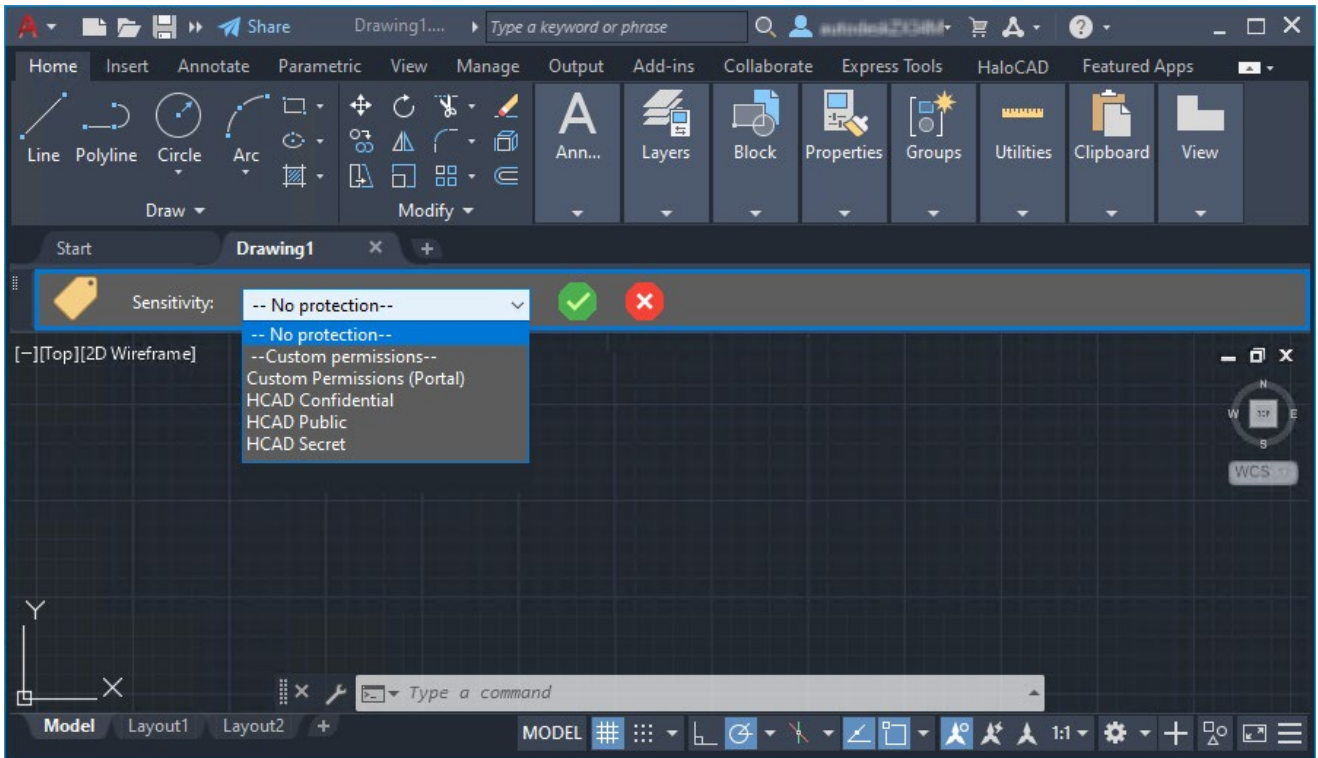 Share Drawing1.... Type a keyword or phrase
Home Insert Annotate Parametric View Manage Output Add-ins Collaborate Express Tools HaloCAD Featured Apps
Line Polyline Circle Arc Ann... Layers Block Properties Groups Utilities Clipboard View
Draw Modify
Start Drawing1
Sensitivity: -- No protection--
-- No protection--
--Custom permissions--
Custom Permissions (Portal)
HCAD Confidential
HCAD Public
HCAD Secret
[−][Top][2D Wireframe]
N
W TOP E
S
WCS
Y
X
Type a command
Model Layout1 Layout2 MODEL 1:1